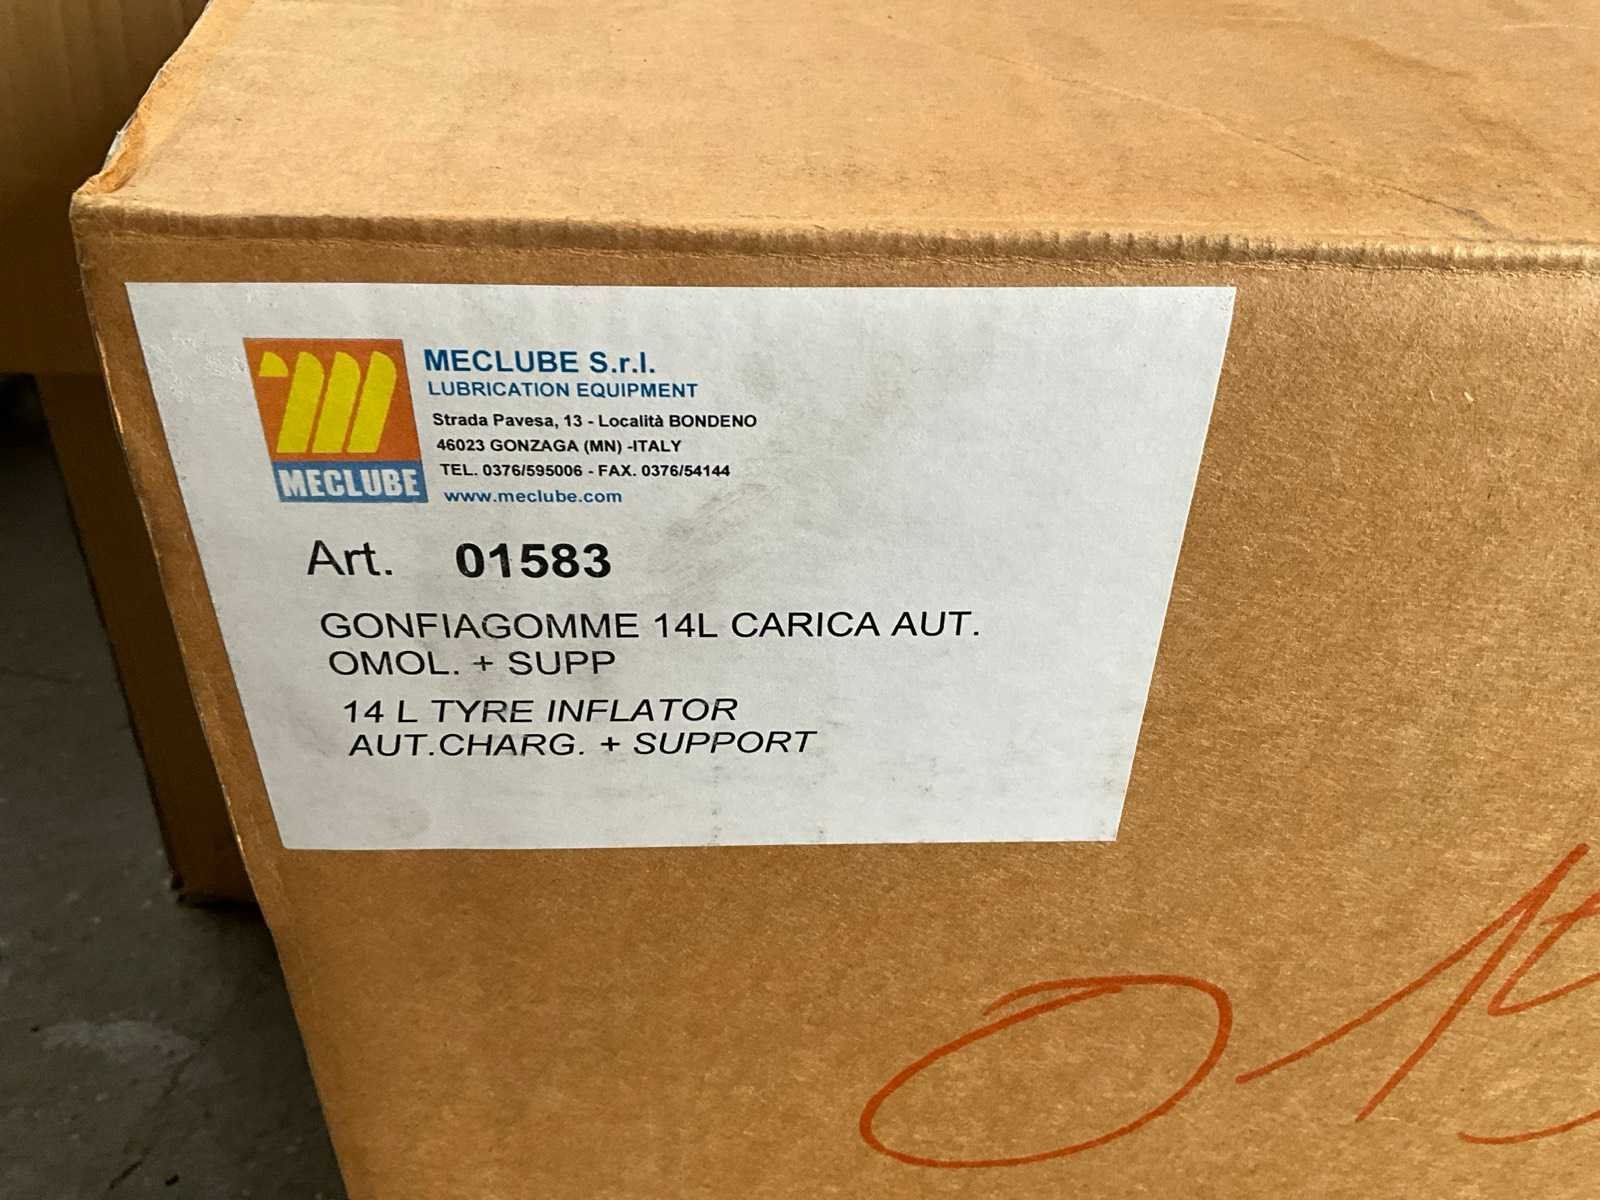 MECLUBE
MECLUBE S.r.l.
LUBRICATION EQUIPMENT
Strada Pavesa, 13 - Località BONDENO
46023 GONZAGA (MN) -ITALY
TEL. 0376/595006 - FAX. 0376/54144
www.meclube.com
Art. 01583
GONFIAGOMME 14L CARICA AUT.
OMOL. + SUPP
14 L TYRE INFLATOR
AUT.CHARG. + SUPPORT
015